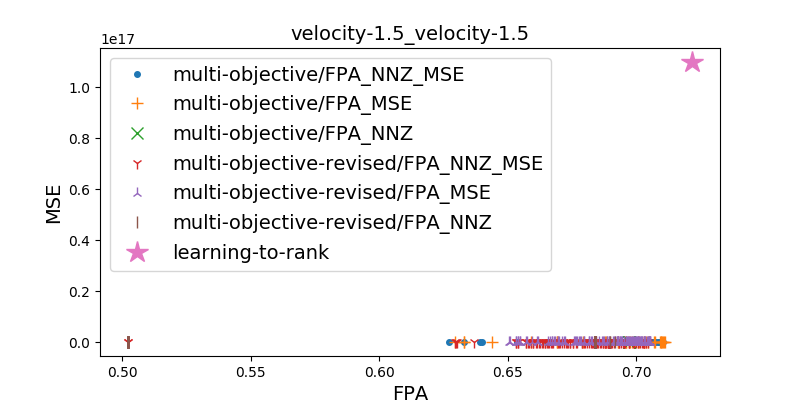 velocity-1.5_velocity-1.5
1e17
multi-objective/FPA_NNZ_MSE
multi-objective/FPA_MSE
multi-objective/FPA_NNZ
multi-objective-revised/FPA_NNZ_MSE
multi-objective-revised/FPA_MSE
multi-objective-revised/FPA_NNZ
learning-to-rank
MSE
1.0
0.8
0.6
0.4
0.2
0.0
0.50
0.55
0.60
0.65
0.70
FPA